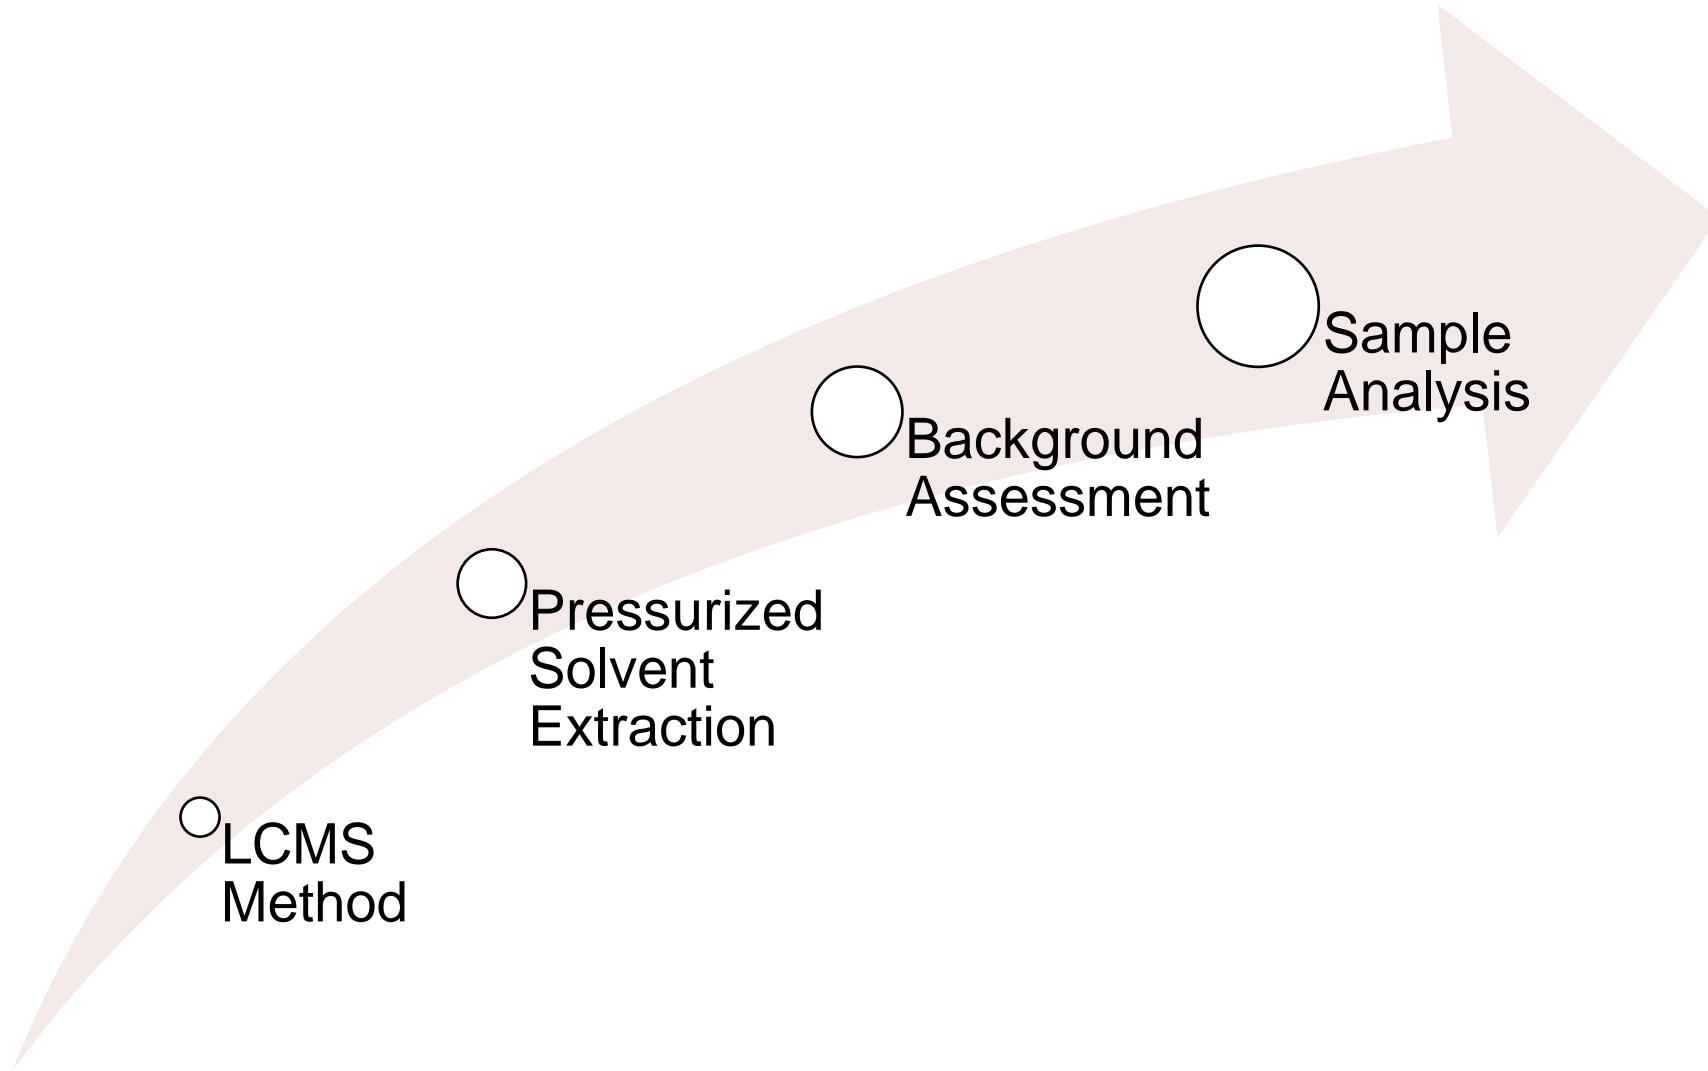 LCMS
Method
Pressurized
Solvent
Extraction
Background
Assessment
Sample
Analysis